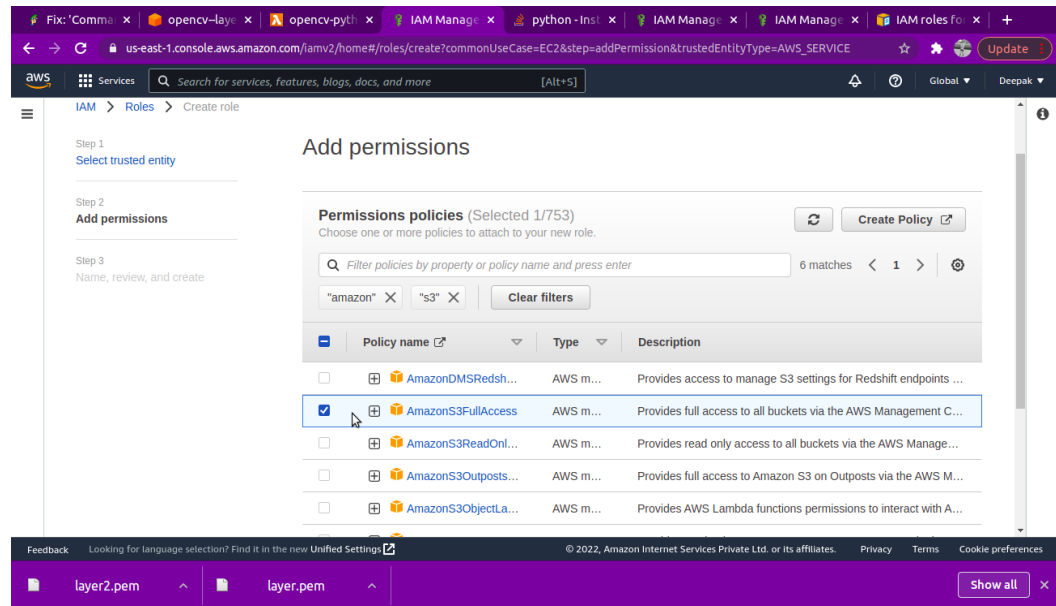 Fix: 'Comma
opencv–laye
opencv-pyth
IAM Manage
python - Inst
IAM Manage
IAM Manage
IAM roles for
us-east-1.console.aws.amazon.com/iamv2/home#/roles/create?commonUseCase=EC2&step=addPermission&trustedEntityType=AWS_SERVICE
Update
aws
Services
Search for services, features, blogs, docs, and more
[Alt+S]
Global
Deepak
IAM > Roles > Create role
Step 1
Select trusted entity
Step 2
Add permissions
Step 3
Name, review, and create
Add permissions
Permissions policies (Selected 1/753)
Choose one or more policies to attach to your new role.
Create Policy
Filter policies by property or policy name and press enter
6 matches < 1 >
"amazon" "s3" Clear filters
Policy name Type Description
AmazonDMSRedsh... AWS m... Provides access to manage S3 settings for Redshift endpoints ...
AmazonS3FullAccess AWS m... Provides full access to all buckets via the AWS Management C...
AmazonS3ReadOnl... AWS m... Provides read only access to all buckets via the AWS Manage...
AmazonS3Outposts... AWS m... Provides full access to Amazon S3 on Outposts via the AWS M...
AmazonS3ObjectLa... AWS m... Provides AWS Lambda functions permissions to interact with A...
Feedback Looking for language selection? Find it in the new Unified Settings © 2022, Amazon Internet Services Private Ltd. or its affiliates. Privacy Terms Cookie preferences
layer2.pem layer.pem Show all